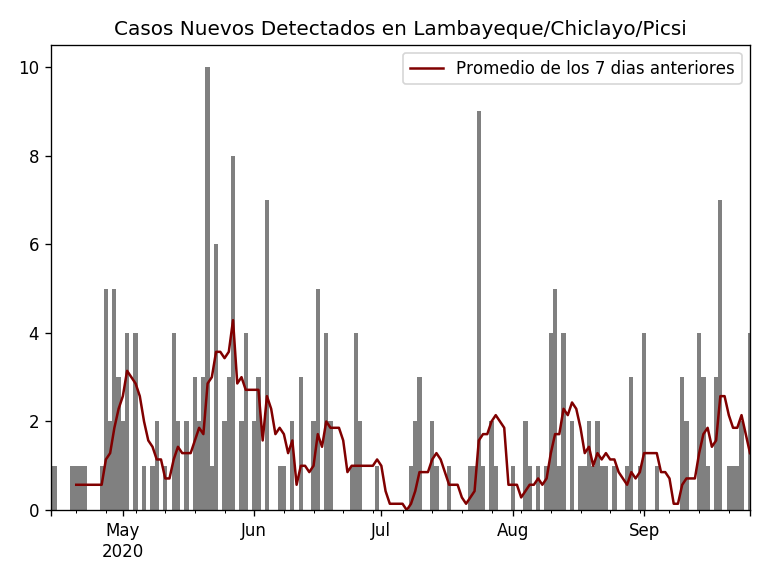 Casos Nuevos Detectados en Lambayeque/Chiclayo/Picsi
Promedio de los 7 dias anteriores
10
8
6
4
2
0
May Jun Jul Aug Sep
2020